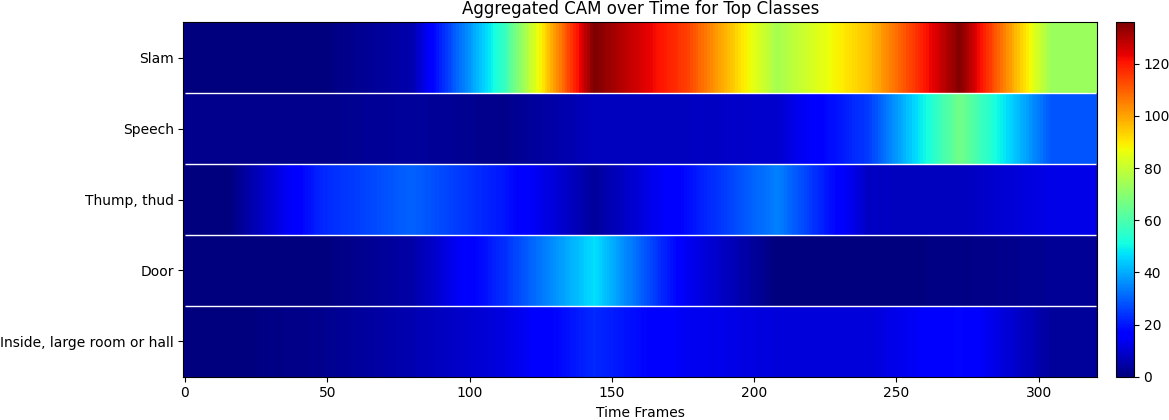 Aggregated CAM over Time for Top Classes
Slam
Speech
Thump, thud
Door
Inside, large room or hall
0 50 100 150 200 250 300
Time Frames
120
100
80
60
40
20
0